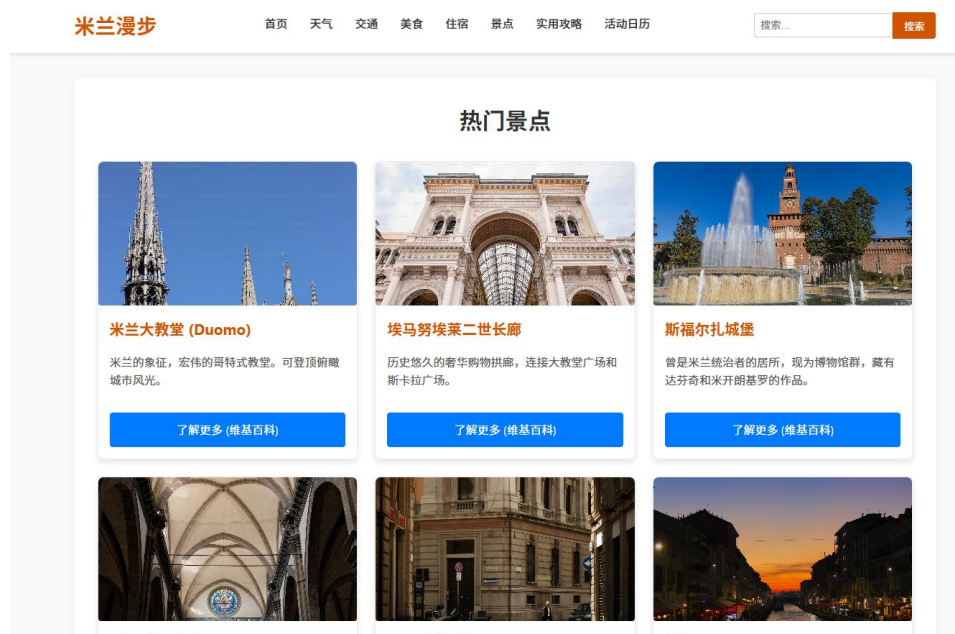 米兰漫步
首页 天气 交通 美食 住宿 景点 实用攻略 活动日历
搜索...
搜索
热门景点
米兰大教堂 (Duomo)
米兰的象征，宏伟的哥特式教堂。可登顶俯瞰
城市风光。
了解更多 (维基百科)
埃马努埃莱二世长廊
历史悠久的奢华购物拱廊，连接大教堂广场和
斯卡拉广场。
了解更多 (维基百科)
斯福尔扎城堡
曾是米兰统治者的居所，现为博物馆群，藏有
达芬奇和米开朗基罗的作品。
了解更多 (维基百科)